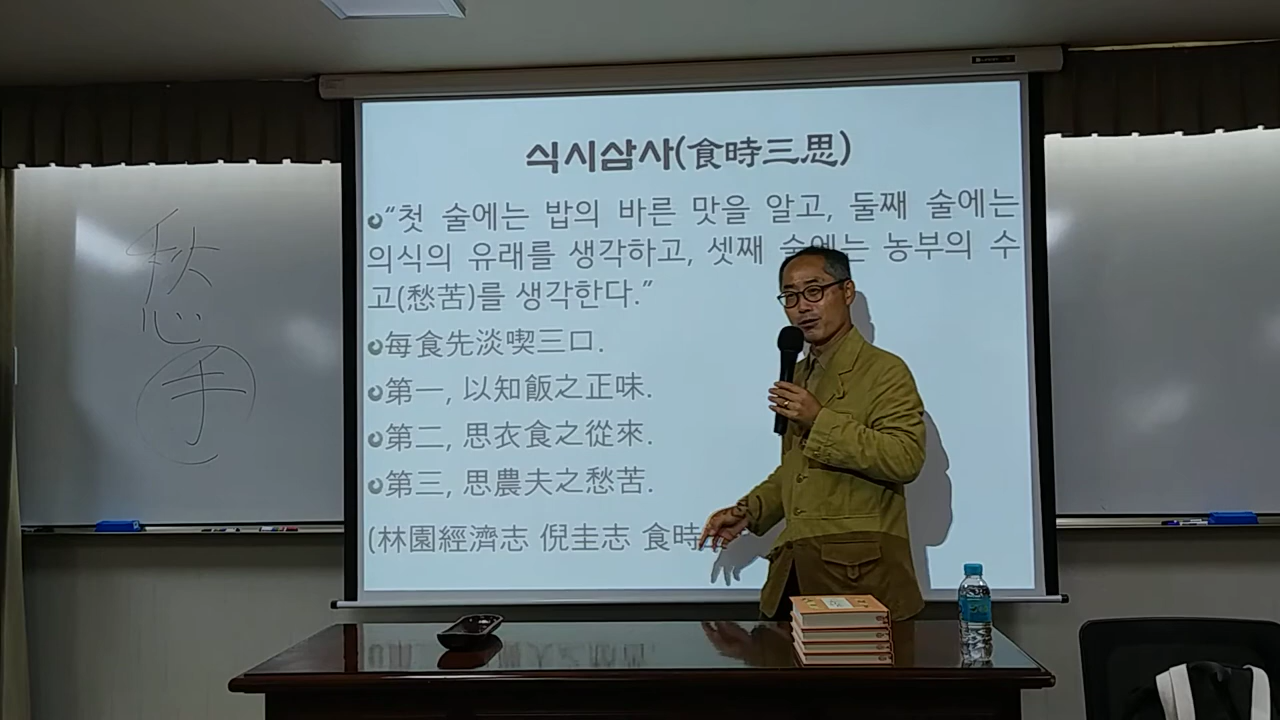 식시삼사(食時三思)
"첫 술에는 밥의 바른 맛을 알고, 둘째 술에는
의식의 유래를 생각하고, 셋째 술에는 농부의 수
고(愁苦)를 생각한다."
每食先淡喫三口.
第一, 以知飯之正味.
第二, 思衣食之從來.
第三, 思農夫之愁苦.
(林園經濟志 倪圭志 食時
愁
手